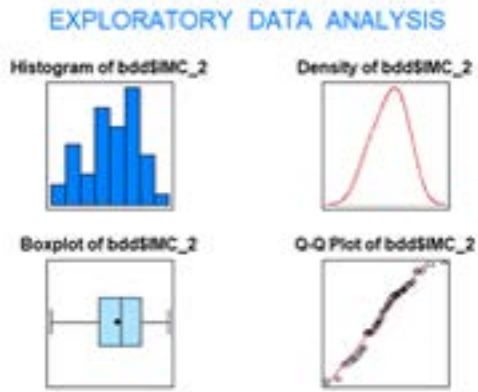 EXPLORATORY DATA ANALYSIS
Histogram of bdd$IMC_2
Density of bdd$IMC_2
Boxplot of bdd$IMC_2
Q-Q Plot of bdd$IMC_2